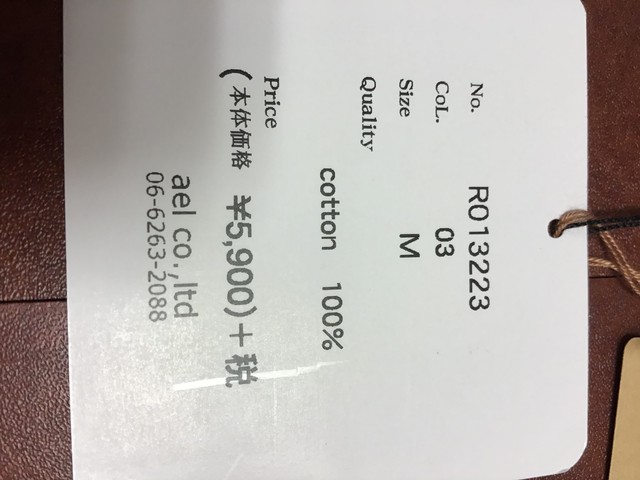 No. R013223
CoL. 03
Size M
Quality
cotton 100%
Price
(本体価格 ¥5,900)+税
ael co.,ltd
06-6263-2088